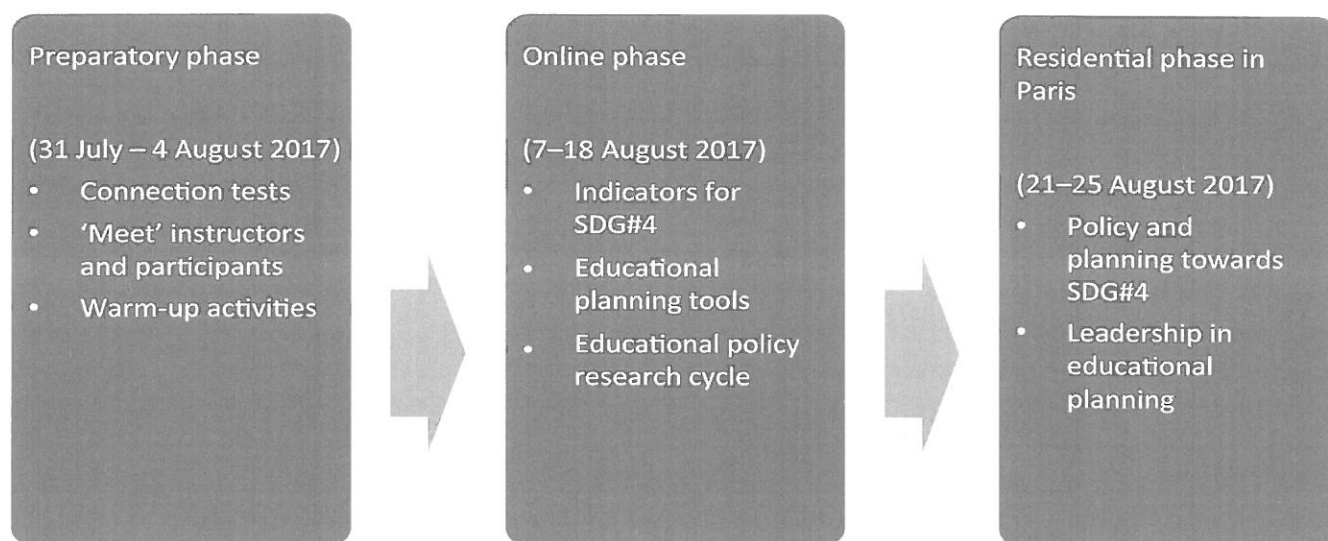 Preparatory phase
(31 July – 4 August 2017)
• Connection tests
• ‘Meet’ instructors
and participants
• Warm-up activities
Online phase
(7–18 August 2017)
• Indicators for
SDG#4
• Educational
planning tools
• Educational policy
research cycle
Residential phase in
Paris
(21–25 August 2017)
• Policy and
planning towards
SDG#4
• Leadership in
educational
planning